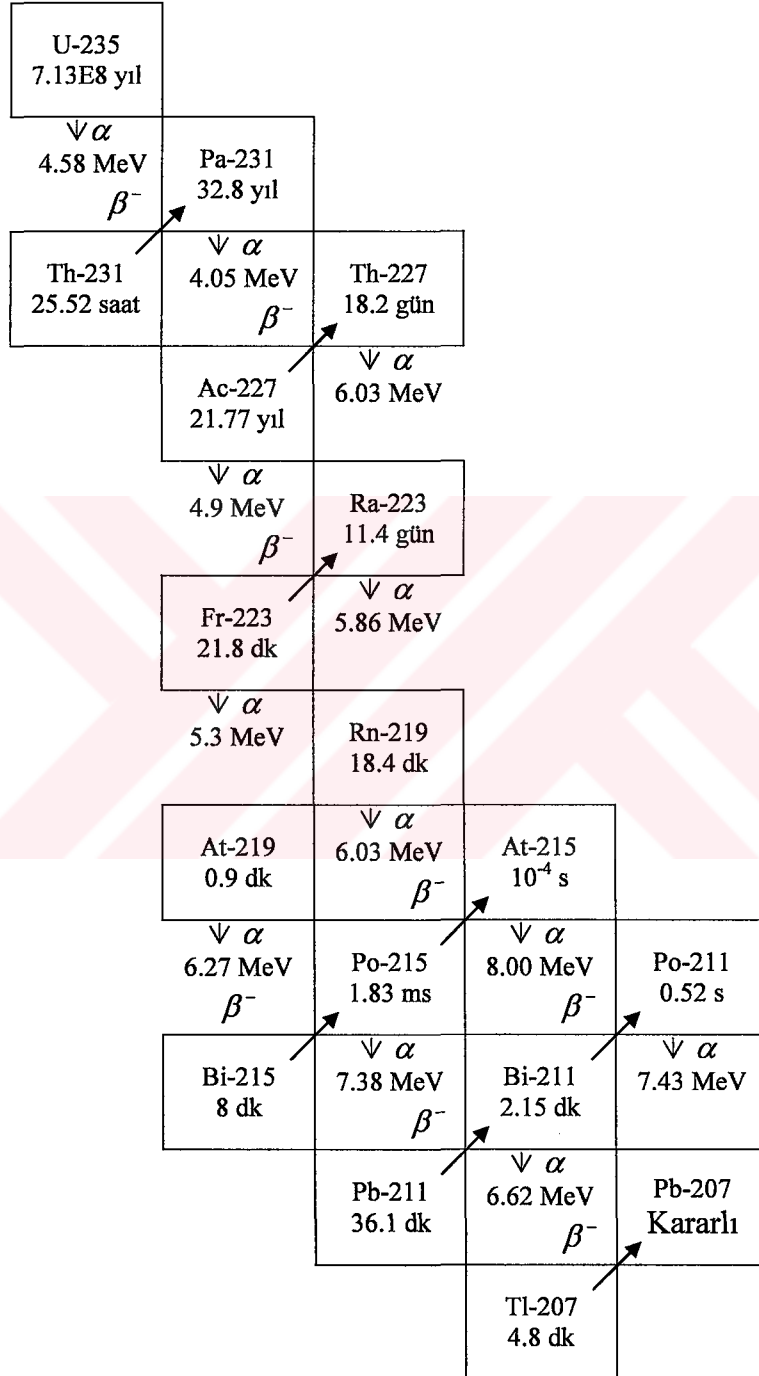 U-235
7.13E8 yıl
α
4.58 MeV
β⁻
Pa-231
32.8 yıl
Th-231
25.52 saat
α
4.05 MeV
β⁻
Th-227
18.2 gün
Ac-227
21.77 yıl
α
6.03 MeV
α
4.9 MeV
β⁻
Ra-223
11.4 gün
Fr-223
21.8 dk
α
5.86 MeV
α
5.3 MeV
Rn-219
18.4 dk
At-219
0.9 dk
α
6.03 MeV
β⁻
At-215
10⁻⁴ s
α
6.27 MeV
β⁻
Po-215
1.83 ms
α
8.00 MeV
β⁻
Po-211
0.52 s
Bi-215
8 dk
α
7.38 MeV
β⁻
Bi-211
2.15 dk
α
7.43 MeV
Pb-211
36.1 dk
α
6.62 MeV
β⁻
Pb-207
Kararlı
Tl-207
4.8 dk